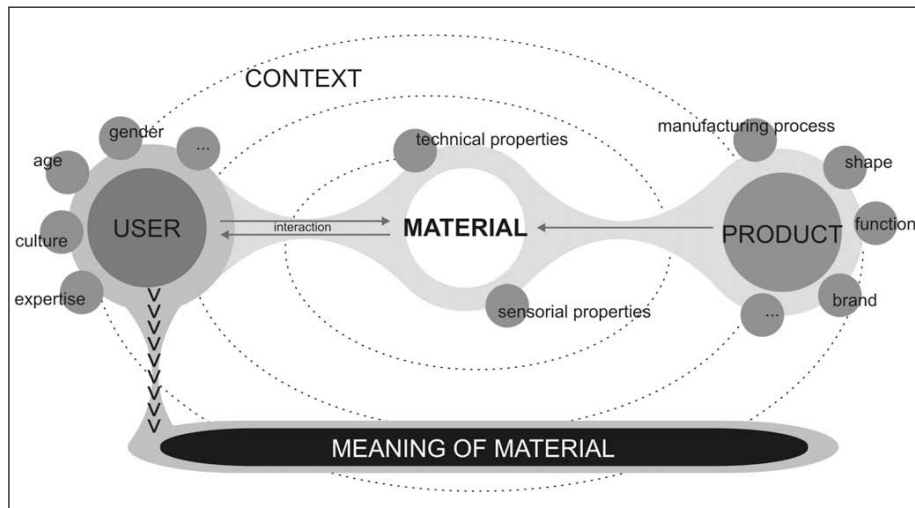 CONTEXT
gender
...
age
culture
expertise
USER
interaction
technical properties
MATERIAL
sensorial properties
manufacturing process
shape
function
brand
...
PRODUCT
V
V
V
V
V
V
V
V
V
MEANING OF MATERIAL